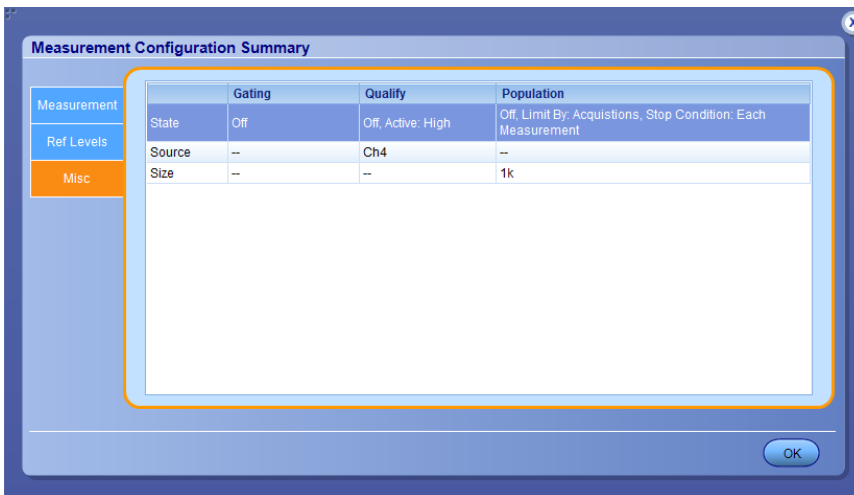 Measurement Configuration Summary
Measurement
Ref Levels
Misc
Gating Qualify Population
State Off Off, Active: High Off, Limit By: Acquistions, Stop Condition: Each
Measurement
Source -- Ch4 --
Size -- -- 1k
OK